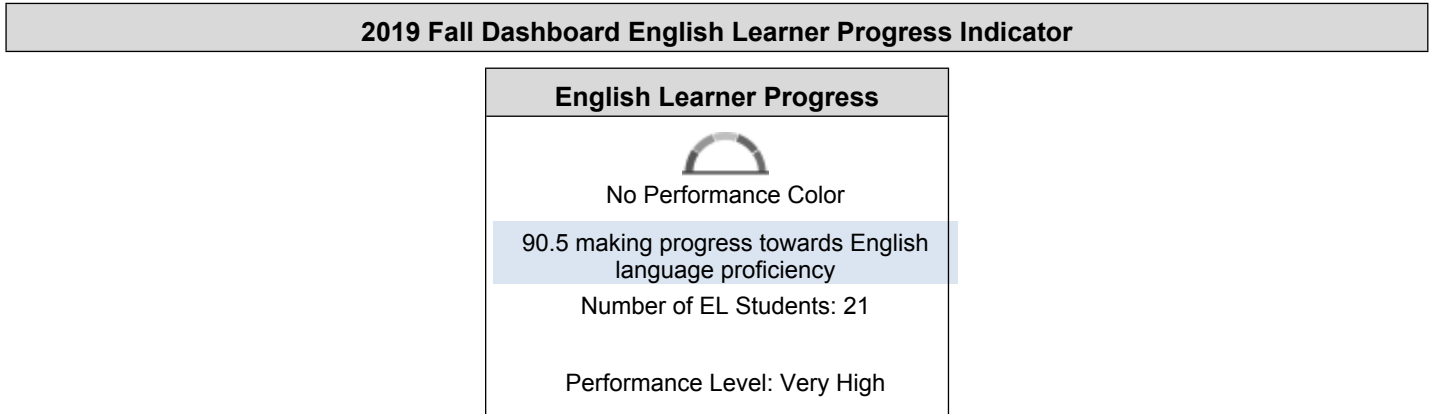 2019 Fall Dashboard English Learner Progress Indicator
English Learner Progress
No Performance Color
90.5 making progress towards English
language proficiency
Number of EL Students: 21
Performance Level: Very High